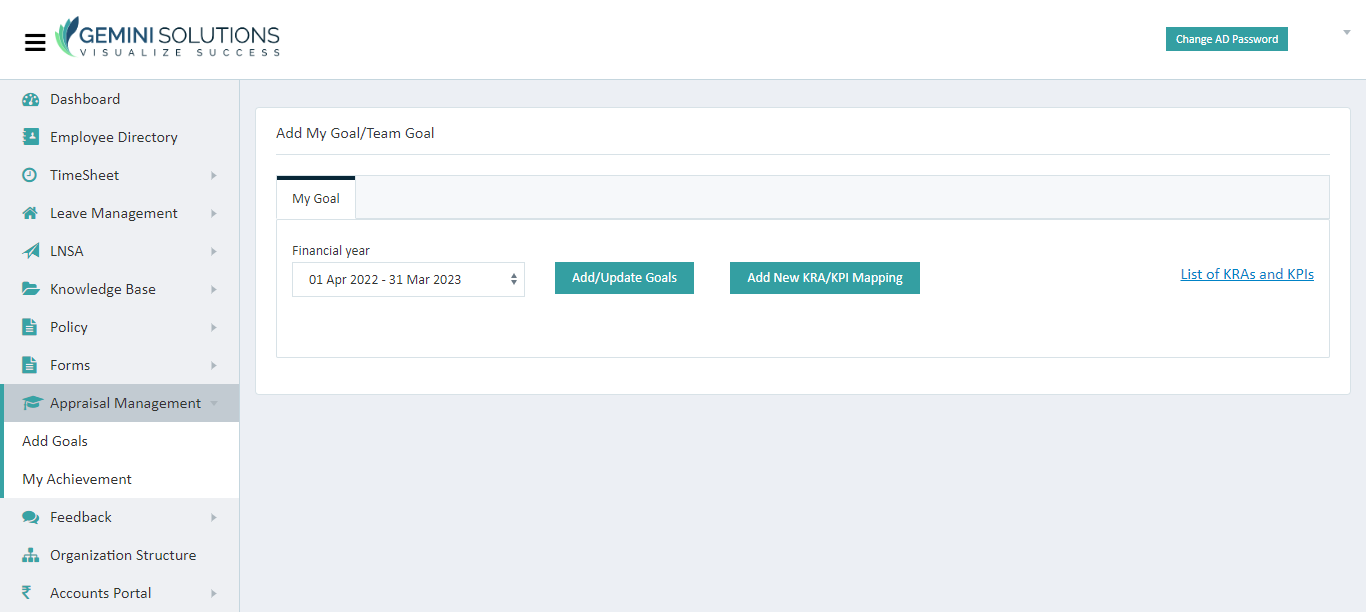 GEMINI SOLUTIONS
VISUALIZE SUCCESS
Change AD Password
Dashboard
Employee Directory
TimeSheet
Leave Management
LNSA
Knowledge Base
Policy
Forms
Appraisal Management
Add Goals
My Achievement
Feedback
Organization Structure
₹ Accounts Portal
Add My Goal/Team Goal
My Goal
Financial year
01 Apr 2022 - 31 Mar 2023
Add/Update Goals
Add New KRA/KPI Mapping
List of KRAs and KPIs